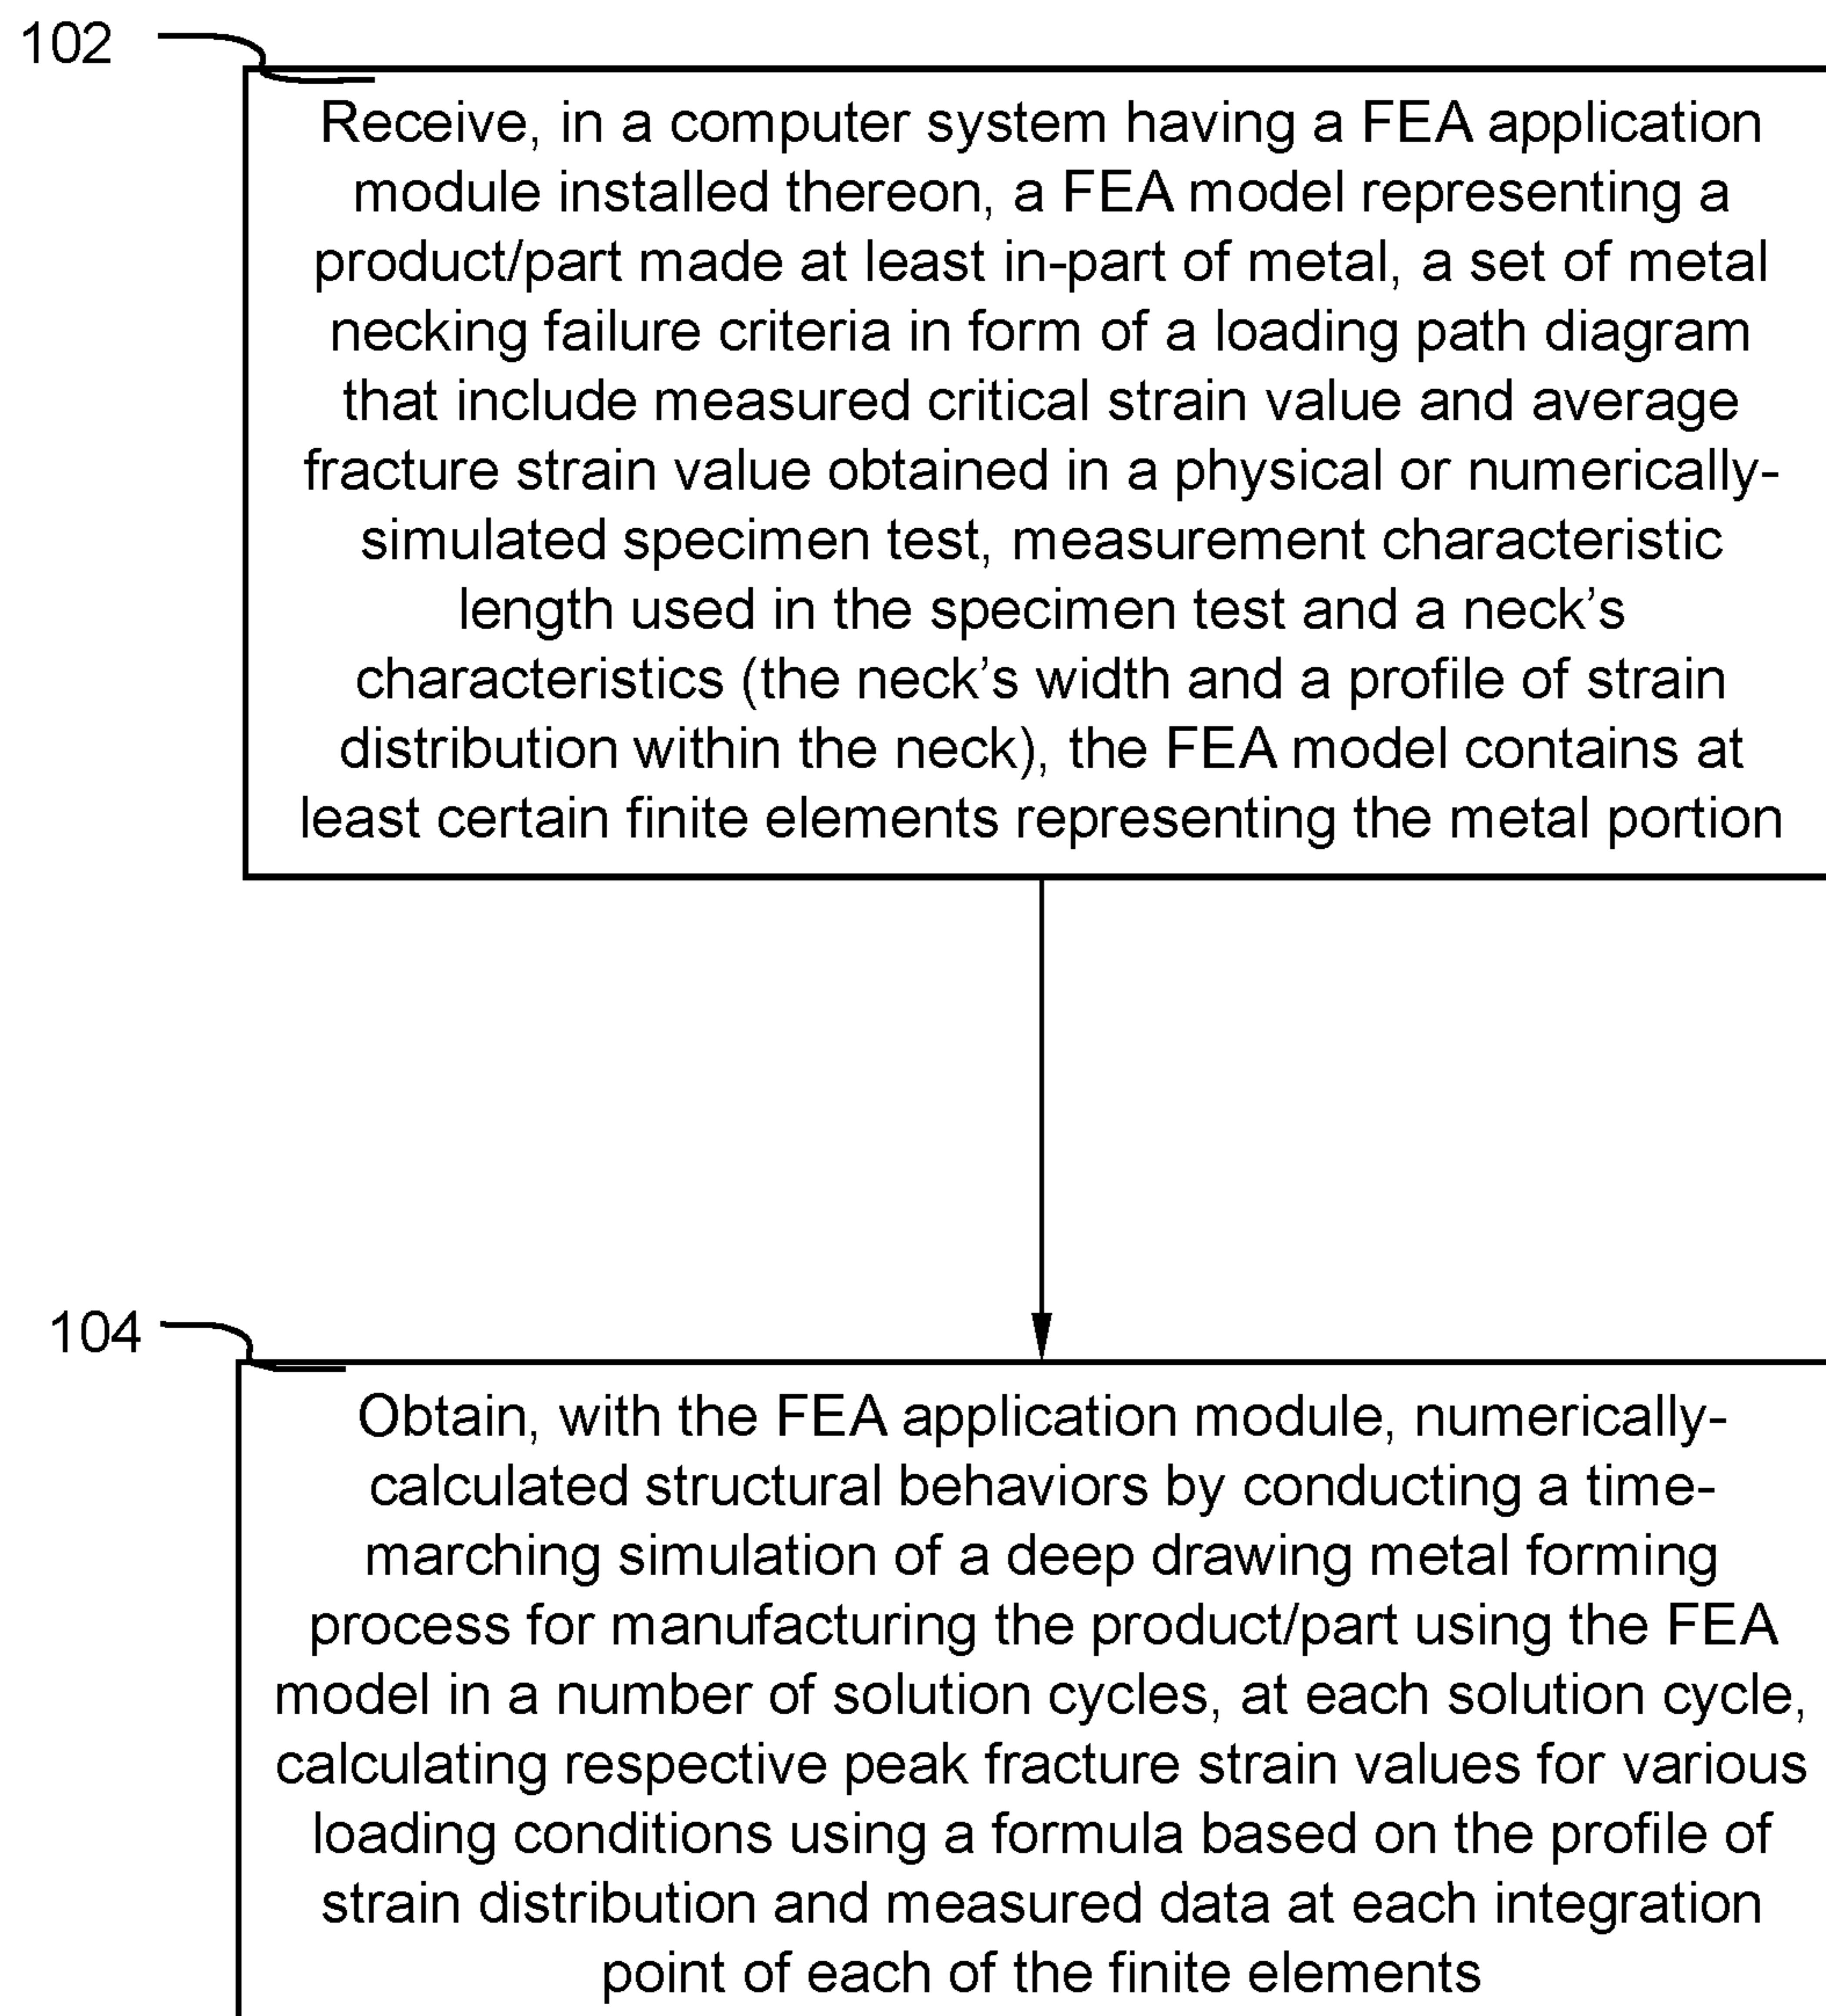 102
Receive, in a computer system having a FEA application
module installed thereon, a FEA model representing a
product/part made at least in-part of metal, a set of metal
necking failure criteria in form of a loading path diagram
that include measured critical strain value and average
fracture strain value obtained in a physical or numerically-
simulated specimen test, measurement characteristic
length used in the specimen test and a neck’s
characteristics (the neck’s width and a profile of strain
distribution within the neck), the FEA model contains at
least certain finite elements representing the metal portion
104
Obtain, with the FEA application module, numerically-
calculated structural behaviors by conducting a time-
marching simulation of a deep drawing metal forming
process for manufacturing the product/part using the FEA
model in a number of solution cycles, at each solution cycle,
calculating respective peak fracture strain values for various
loading conditions using a formula based on the profile of
strain distribution and measured data at each integration
point of each of the finite elements